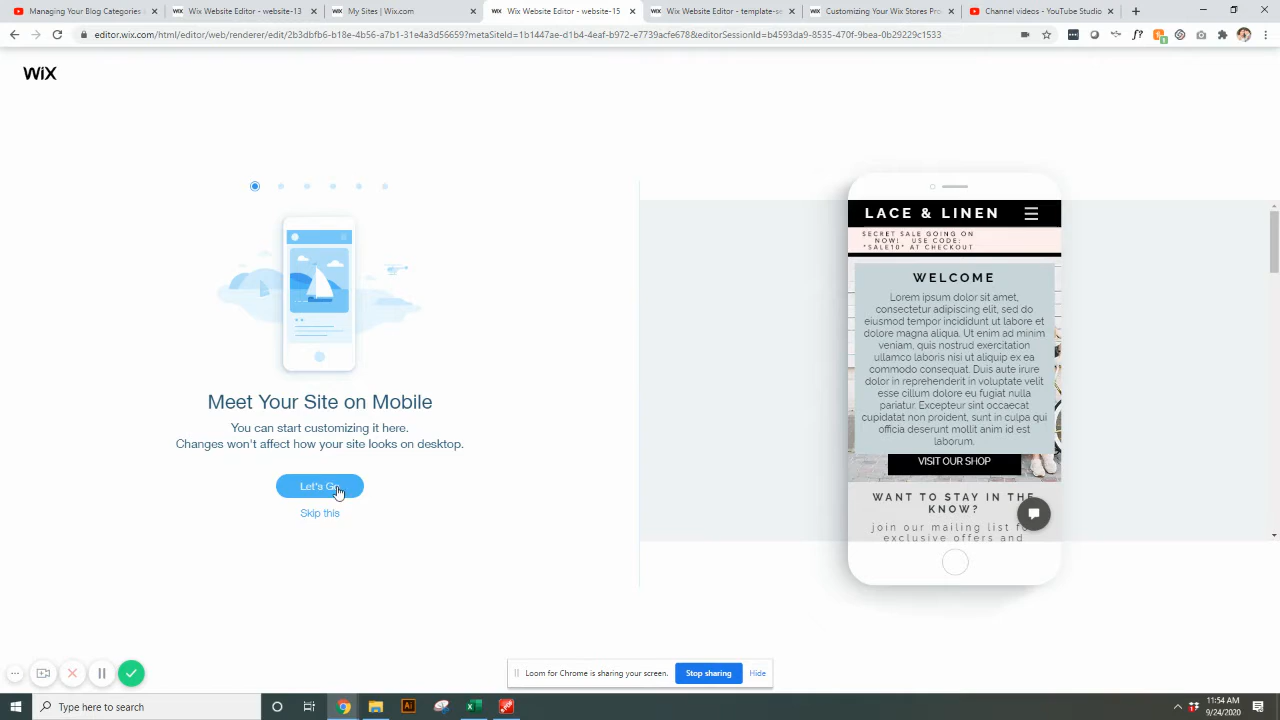 Managing Your Blog Categories
Wix Website Editor - website-13
My Sites | Wix.com
Wix Website Editor - website-15
Wix Website Editor - template-se
Customizing Your Wix Stores Pro
Channel videos - YouTube Studio
editor.wix.com/html/editor/web/renderer/edit/2b3dbfb6-b18e-4b56-a7b1-31e4a3d56659?metaSiteId=1b1447ae-d1b4-4eaf-b972-e7739acfe678&editorSessionId=b4593da9-8535-470f-9bea-0b29229c1533
WiX
LACE & LINEN
SECRET SALE GOING ON
NOW! USE CODE:
"SALE10" AT CHECKOUT
WELCOME
Lorem ipsum dolor sit amet,
consectetur adipiscing elit, sed do
eiusmod tempor incididunt ut labore et
dolore magna aliqua. Ut enim ad minim
veniam, quis nostrud exercitation
ullamco laboris nisi ut aliquip ex ea
commodo consequat. Duis aute irure
dolor in reprehenderit in voluptate velit
esse cillum dolore eu fugiat nulla
pariatur. Excepteur sint occaecat
cupidatat non proident, sunt in culpa qui
officia deserunt mollit anim id est
laborum.
VISIT OUR SHOP
WANT TO STAY IN THE
KNOW?
join our mailing list for
exclusive offers and
Meet Your Site on Mobile
You can start customizing it here.
Changes won't affect how your site looks on desktop.
Let's Go
Skip this
Loom for Chrome is sharing your screen.
Stop sharing
Hide
Type here to search
11:54 AM
9/24/2020